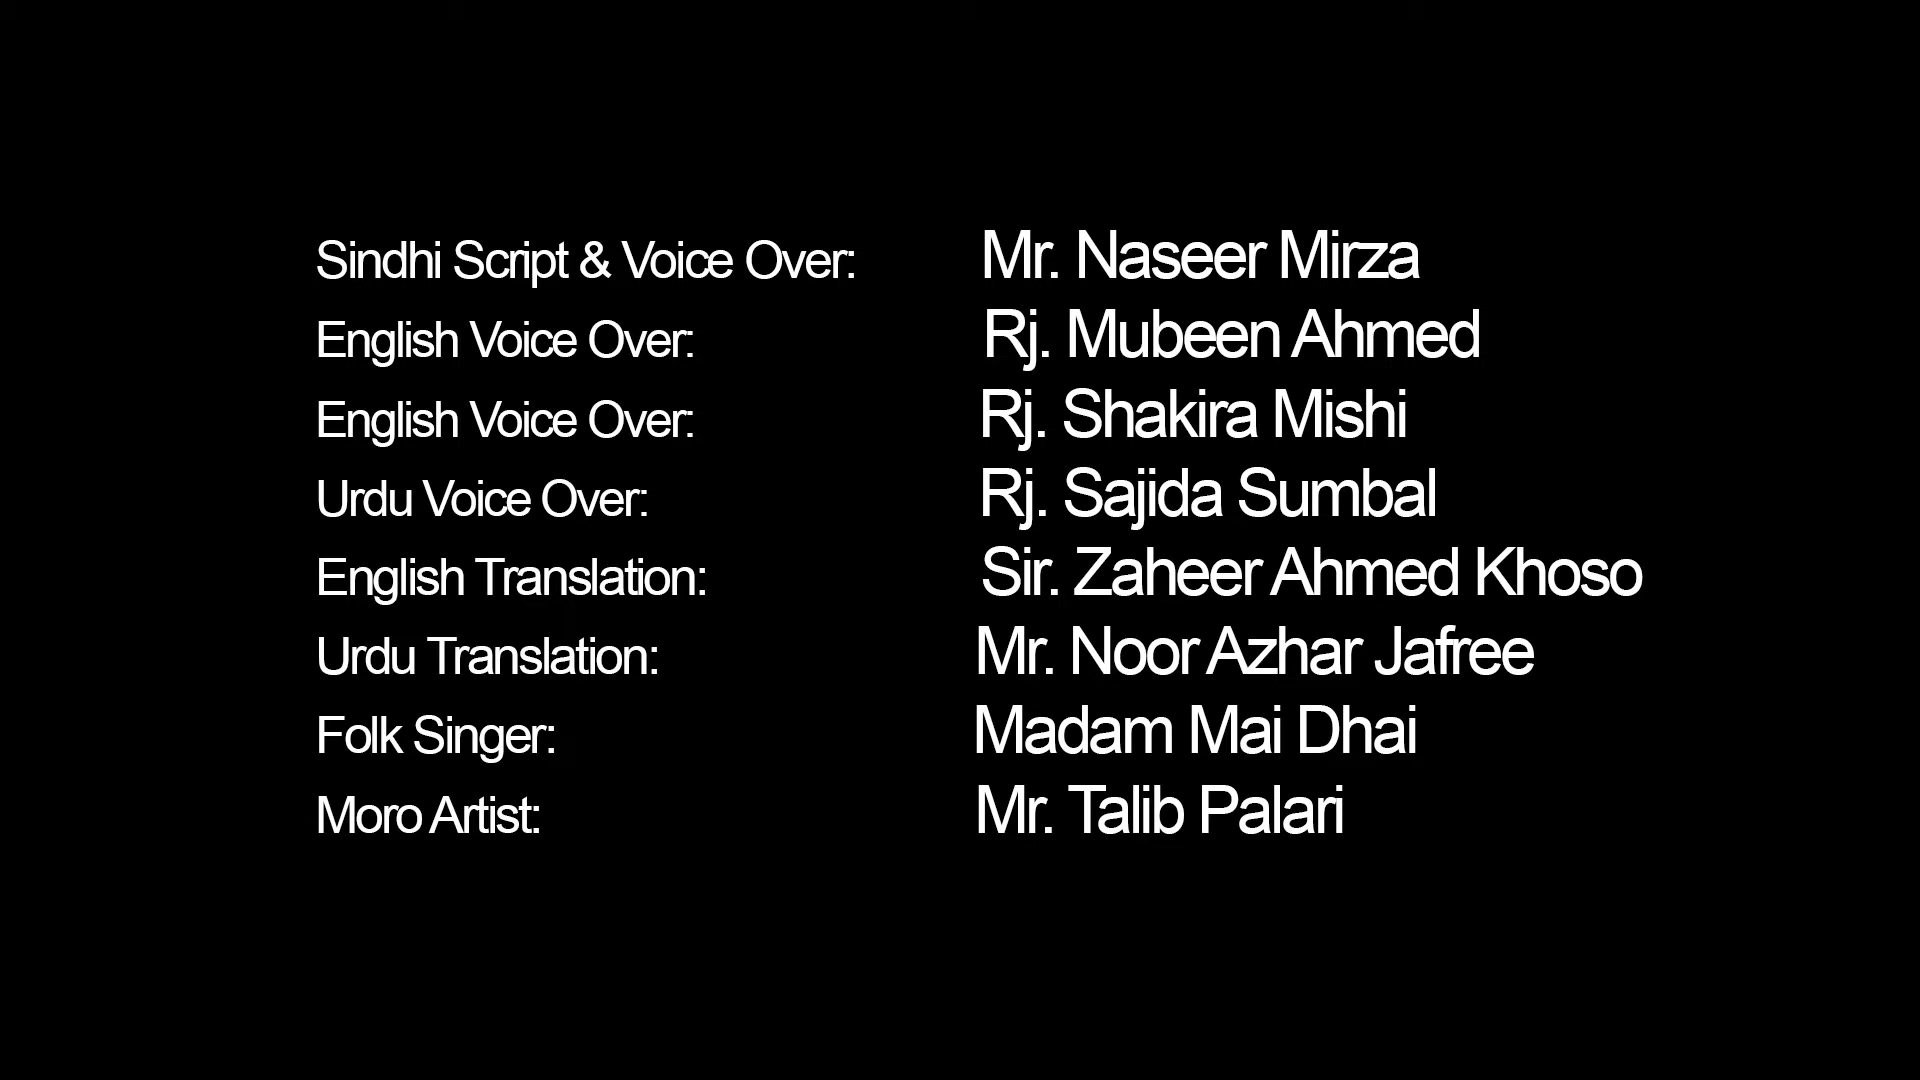 Sindhi Script & Voice Over: Mr. Naseer Mirza
English Voice Over: Rj. Mubeen Ahmed
English Voice Over: Rj. Shakira Mishi
Urdu Voice Over: Rj. Sajida Sumbal
English Translation: Sir. Zaheer Ahmed Khoso
Urdu Translation: Mr. Noor Azhar Jafree
Folk Singer: Madam Mai Dhai
Moro Artist: Mr. Talib Palari